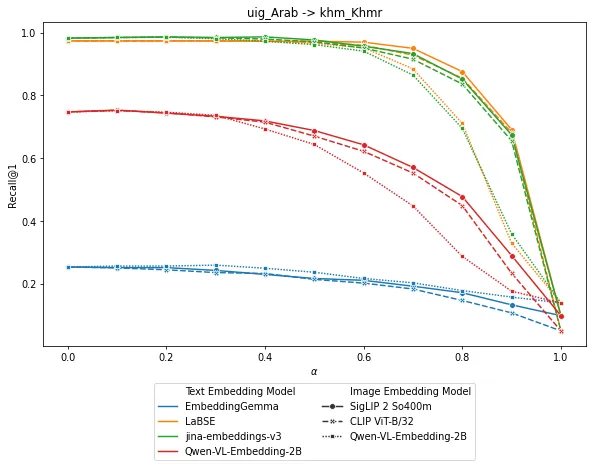 uig_Arab -> khm_Khmr
1.0
0.8
0.6
0.4
0.2
Recall@1
0.0 0.2 0.4 0.6 0.8 1.0
α
Text Embedding Model
EmbeddingGemma
LaBSE
jina-embeddings-v3
Qwen-VL-Embedding-2B
Image Embedding Model
SigLIP 2 So400m
CLIP ViT-B/32
Qwen-VL-Embedding-2B